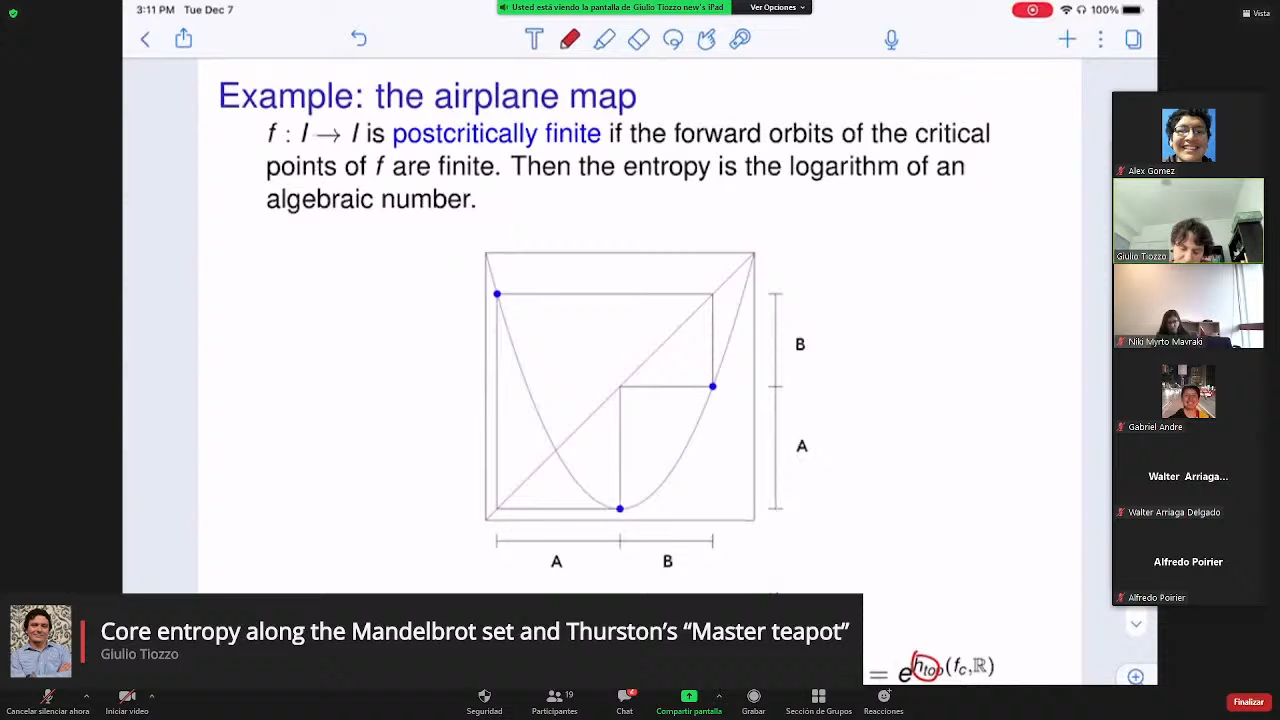 3:11 PM Tue Dec 7
Usted está viendo la pantalla de Giulio Tiozzo new's iPad
Ver Opciones
100%
Vista
Example: the airplane map
f : I → I is postcritically finite if the forward orbits of the critical
points of f are finite. Then the entropy is the logarithm of an
algebraic number.
B
A
A B
Alex Gomez
Giulio Tiozzo
Niki Myrto Mavraki
Gabriel Andre
Walter Arriaga...
Walter Arriaga Delgado
Alfredo Poirier
Alfredo Poirier
Core entropy along the Mandelbrot set and Thurston's “Master teapot”
Giulio Tiozzo
= e^{h_{top}(f_c,ℝ)}
Cancelar silenciar ahora
Iniciar video
Seguridad
19
Participantes
2
Chat
Compartir pantalla
Grabar
Sección de Grupos
Reacciones
Finalizar